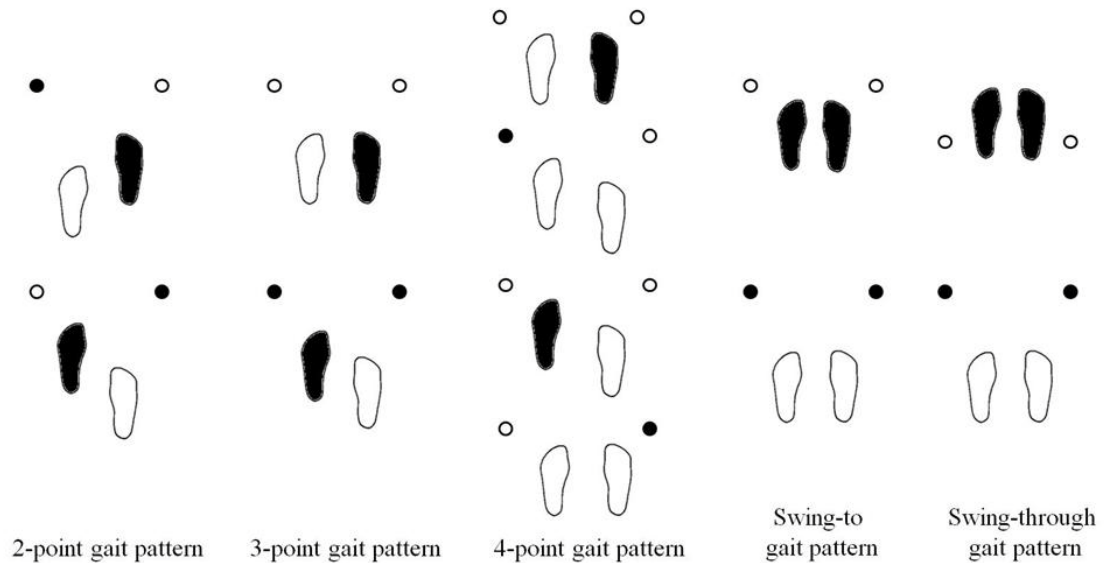 2-point gait pattern
3-point gait pattern
4-point gait pattern
Swing-to
gait pattern
Swing-through
gait pattern